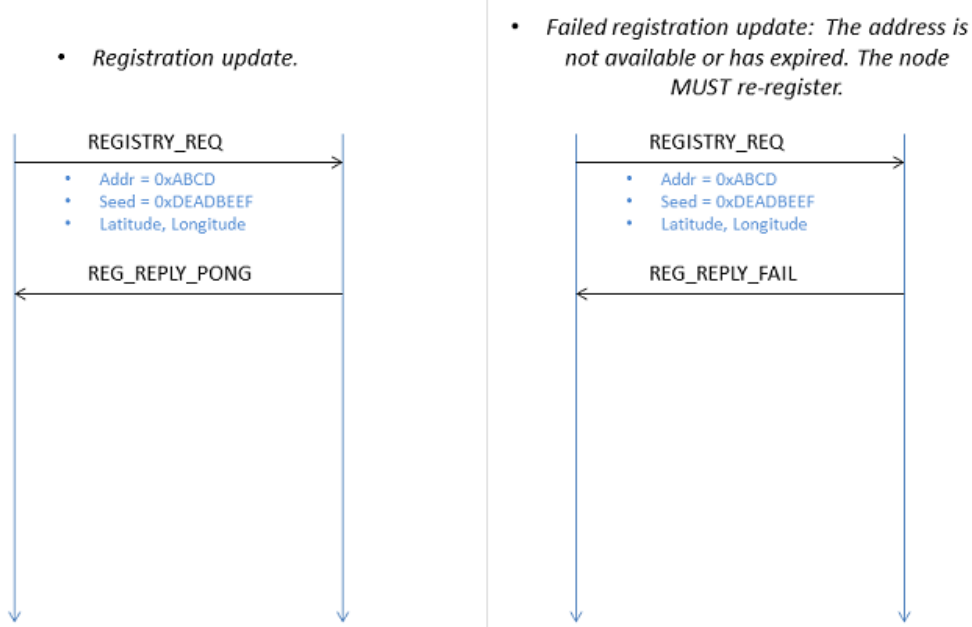 • Registration update.
REGISTRY_REQ
• Addr = 0xABCD
• Seed = 0xDEADBEEF
• Latitude, Longitude
REG_REPLY_PONG
• Failed registration update: The address is
not available or has expired. The node
MUST re-register.
REGISTRY_REQ
• Addr = 0xABCD
• Seed = 0xDEADBEEF
• Latitude, Longitude
REG_REPLY_FAIL